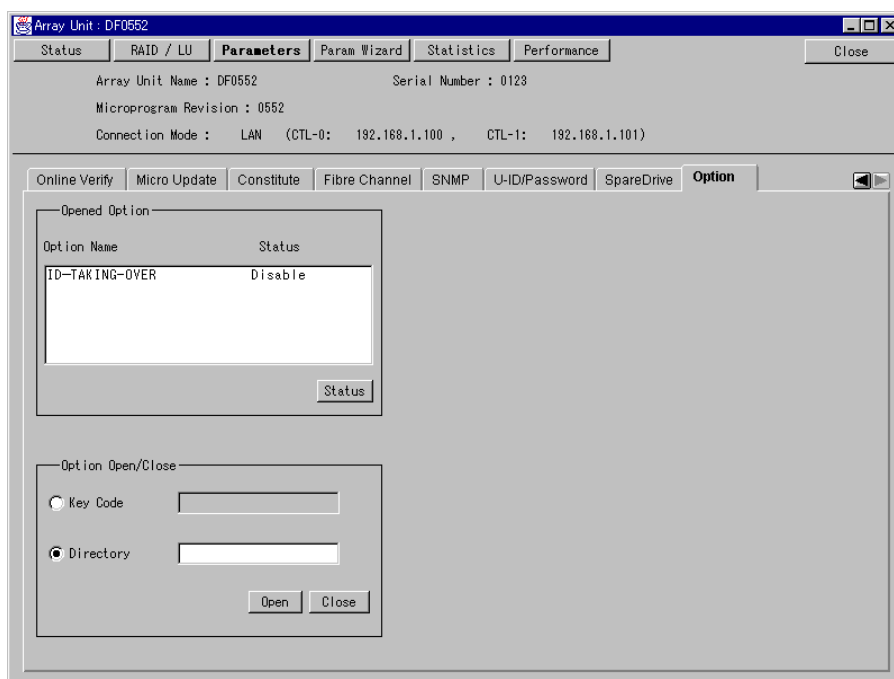 Array Unit : DF0552
Status RAID / LU Parameters Param Wizard Statistics Performance Close
Array Unit Name : DF0552 Serial Number : 0123
Microprogram Revision : 0552
Connection Mode : LAN (CTL-0: 192.168.1.100 , CTL-1: 192.168.1.101)
Online Verify Micro Update Constitute Fibre Channel SNMP U-ID/Password SpareDrive Option
Opened Option
Option Name Status
ID-TAKING-OVER Disable
Status
Option Open/Close
Key Code
Directory
Open Close